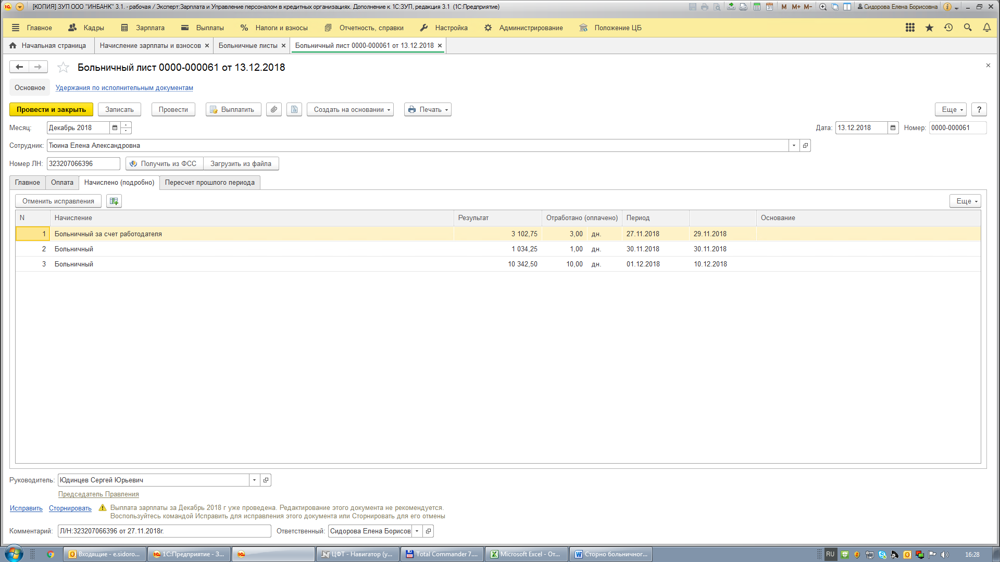 [КОПИЯ] ЗУП ООО "ИНБАНК" 3.1. - рабочая / Эксперт:Зарплата и Управление персоналом в кредитных организациях. Дополнение к 1С:ЗУП, редакция 3.1 (1С:Предприятие)
M M+ M- Сидорова Елена Борисовна
Главное Кадры Зарплата Выплаты Налоги и взносы Отчетность, справки Настройка Администрирование Положение ЦБ
Начальная страница Начисление зарплаты и взносов Больничные листы Больничный лист 0000-000061 от 13.12.2018
Больничный лист 0000-000061 от 13.12.2018
Основное Удержания по исполнительным документам
Провести и закрыть Записать Провести Выплатить Создать на основании Печать Еще ?
Месяц: Декабрь 2018 Дата: 13.12.2018 Номер: 0000-000061
Сотрудник: Тюина Елена Александровна
Номер ЛН: 323207066396 Получить из ФСС Загрузить из файла
Главное Оплата Начислено (подробно) Пересчет прошлого периода
Отменить исправления Еще
N Начисление Результат Отработано (оплачено) Период Основание
1 Больничный за счет работодателя 3 102,75 3,00 дн. 27.11.2018 29.11.2018
2 Больничный 1 034,25 1,00 дн. 30.11.2018 30.11.2018
3 Больничный 10 342,50 10,00 дн. 01.12.2018 10.12.2018
Руководитель: Юдинцев Сергей Юрьевич
Председатель Правления
Исправить Сторнировать Выплата зарплаты за Декабрь 2018 г уже проведена. Редактирование этого документа не рекомендуется.
Воспользуйтесь командой Исправить для исправления этого документа или Сторнировать для его отмены
Комментарий: Л/Н:323207066396 от 27.11.2018г. Ответственный: Сидорова Елена Борисов
Входящие - e.sidoro... 1С:Предприятие - З... ЦФТ - Навигатор (у... Total Commander 7.... Microsoft Excel - От... Сторно больничног... RU 16:28